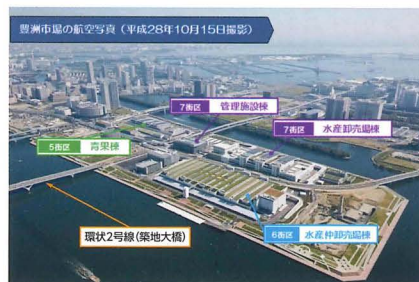 豊洲市場の航空写真（平成28年10月15日撮影）
7街区 管理施設棟
7街区 水産卸売場棟
5街区 青果棟
環状2号線(築地大橋)
6街区 水産仲卸売場棟